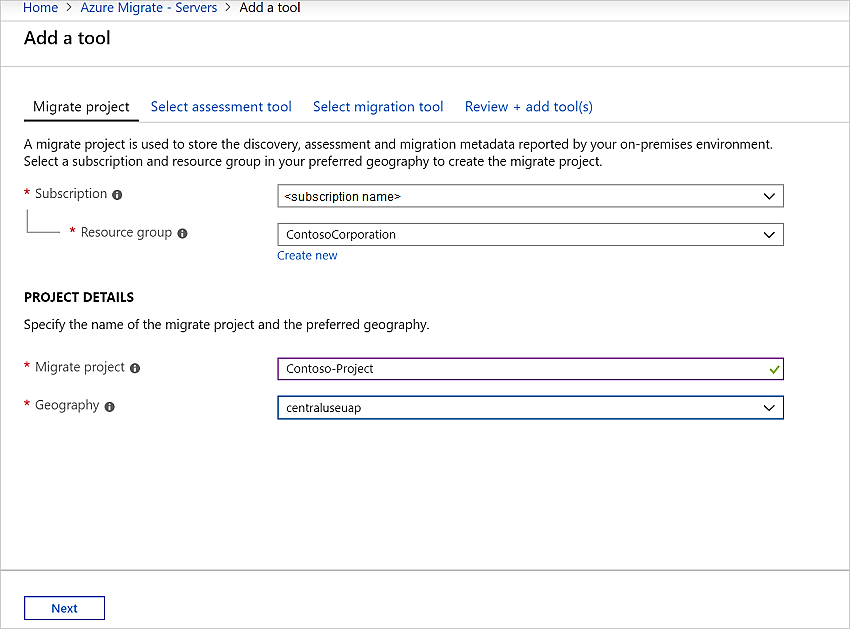 Home > Azure Migrate - Servers > Add a tool
Add a tool
Migrate project Select assessment tool Select migration tool Review + add tool(s)
A migrate project is used to store the discovery, assessment and migration metadata reported by your on-premises environment.
Select a subscription and resource group in your preferred geography to create the migrate project.
* Subscription <subscription name>
* Resource group ContosoCorporation
Create new
PROJECT DETAILS
Specify the name of the migrate project and the preferred geography.
* Migrate project Contoso-Project
* Geography centraluseuap
Next